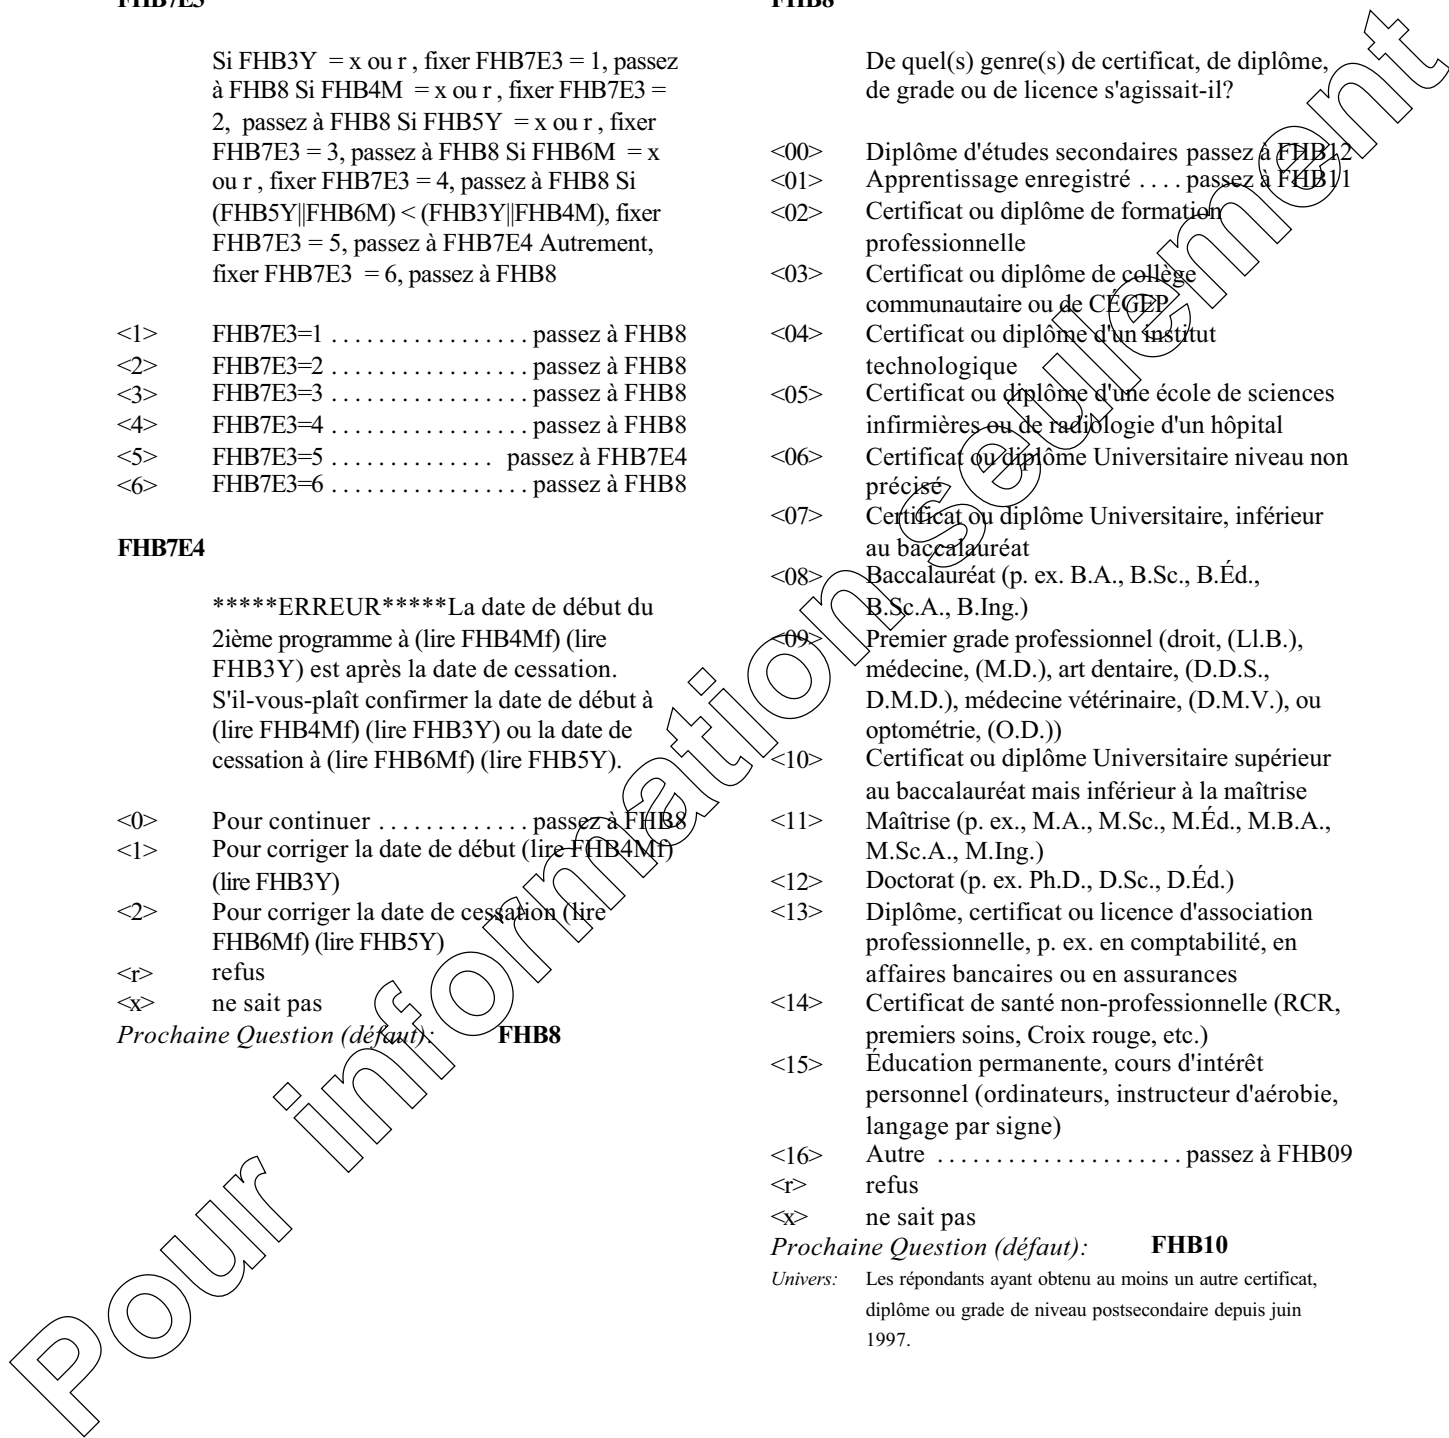 FHB7E3
Si FHB3Y = x ou r , fixer FHB7E3 = 1, passez
à FHB8 Si FHB4M = x ou r , fixer FHB7E3 =
2, passez à FHB8 Si FHB5Y = x ou r , fixer
FHB7E3 = 3, passez à FHB8 Si FHB6M = x
ou r , fixer FHB7E3 = 4, passez à FHB8 Si
(FHB5Y||FHB6M) < (FHB3Y||FHB4M), fixer
FHB7E3 = 5, passez à FHB7E4 Autrement,
fixer FHB7E3 = 6, passez à FHB8
<1> FHB7E3=1 . . . . . . . . . . . . . . . . . passez à FHB8
<2> FHB7E3=2 . . . . . . . . . . . . . . . . . passez à FHB8
<3> FHB7E3=3 . . . . . . . . . . . . . . . . . passez à FHB8
<4> FHB7E3=4 . . . . . . . . . . . . . . . . . passez à FHB8
<5> FHB7E3=5 . . . . . . . . . . . . . . passez à FHB7E4
<6> FHB7E3=6 . . . . . . . . . . . . . . . . . passez à FHB8
FHB7E4
*****ERREUR*****La date de début du
2ième programme à (lire FHB4Mf) (lire
FHB3Y) est après la date de cessation.
S'il-vous-plaît confirmer la date de début à
(lire FHB4Mf) (lire FHB3Y) ou la date de
cessation à (lire FHB6Mf) (lire FHB5Y).
<0> Pour continuer . . . . . . . . . . . . . passez à FHB8
<1> Pour corriger la date de début (lire FHB4Mf)
(lire FHB3Y)
<2> Pour corriger la date de cessation (lire
FHB6Mf) (lire FHB5Y)
<r> refus
<x> ne sait pas
Prochaine Question (défaut): FHB8
FHB8
De quel(s) genre(s) de certificat, de diplôme,
de grade ou de licence s'agissait-il?
<00> Diplôme d'études secondaires passez à FHB12
<01> Apprentissage enregistré . . . . passez à FHB11
<02> Certificat ou diplôme de formation
professionnelle
<03> Certificat ou diplôme de collège
communautaire ou de CÉGEP
<04> Certificat ou diplôme d'un institut
technologique
<05> Certificat ou diplôme d'une école de sciences
infirmières ou de radiologie d'un hôpital
<06> Certificat ou diplôme Universitaire niveau non
précisé
<07> Certificat ou diplôme Universitaire, inférieur
au baccalauréat
<08> Baccalauréat (p. ex. B.A., B.Sc., B.Éd.,
B.Sc.A., B.Ing.)
<09> Premier grade professionnel (droit, (Ll.B.),
médecine, (M.D.), art dentaire, (D.D.S.,
D.M.D.), médecine vétérinaire, (D.M.V.), ou
optométrie, (O.D.))
<10> Certificat ou diplôme Universitaire supérieur
au baccalauréat mais inférieur à la maîtrise
<11> Maîtrise (p. ex., M.A., M.Sc., M.Éd., M.B.A.,
M.Sc.A., M.Ing.)
<12> Doctorat (p. ex. Ph.D., D.Sc., D.Éd.)
<13> Diplôme, certificat ou licence d'association
professionnelle, p. ex. en comptabilité, en
affaires bancaires ou en assurances
<14> Certificat de santé non-professionnelle (RCR,
premiers soins, Croix rouge, etc.)
<15> Éducation permanente, cours d'intérêt
personnel (ordinateurs, instructeur d'aérobie,
langage par signe)
<16> Autre . . . . . . . . . . . . . . . . . . . . . passez à FHB09
<r> refus
<x> ne sait pas
Prochaine Question (défaut): FHB10
Univers: Les répondants ayant obtenu au moins un autre certificat,
diplôme ou grade de niveau postsecondaire depuis juin
1997.
Pour information seulement